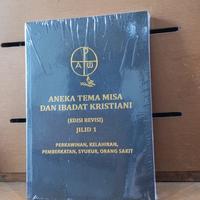 P
A S
ANEKA TEMA MISA
DAN IBADAT KRISTIANI
(EDISI REVISI)
JILID 1
PERKAWINAN, KELAHIRAN,
PEMBERKATAN, SYUKUR, ORANG SAKIT